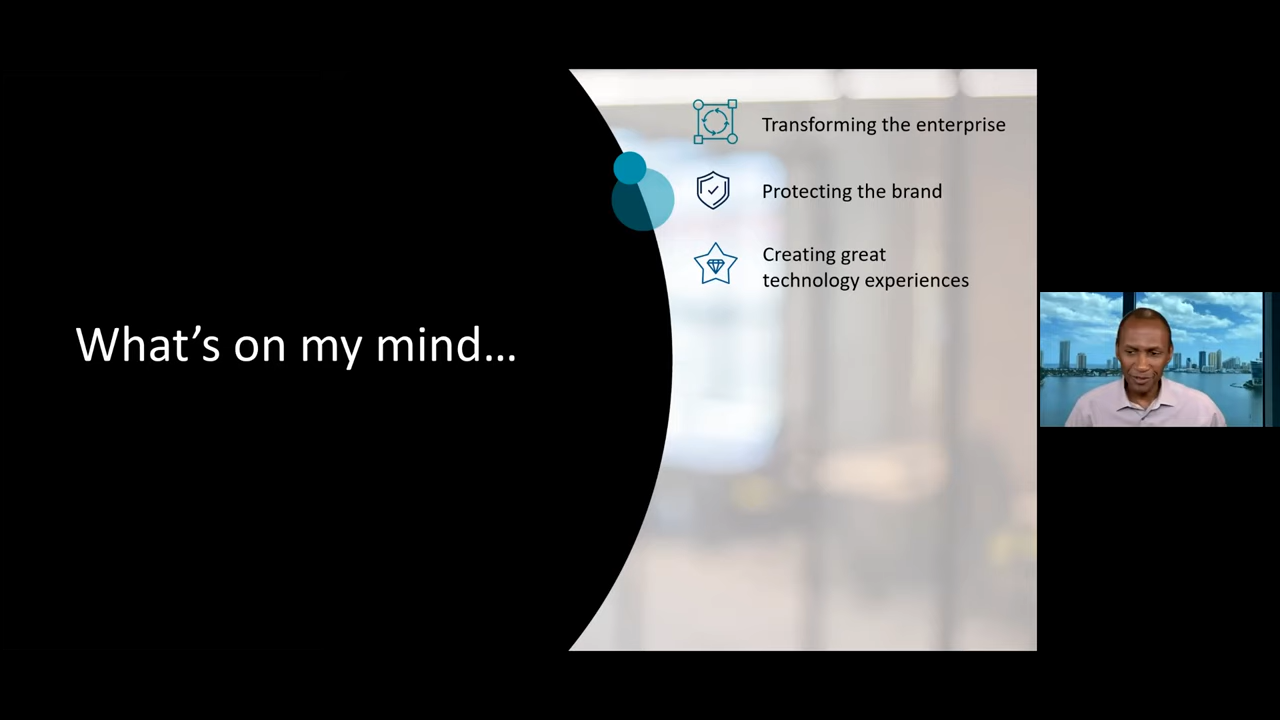 What’s on my mind...
Transforming the enterprise
Protecting the brand
Creating great
technology experiences